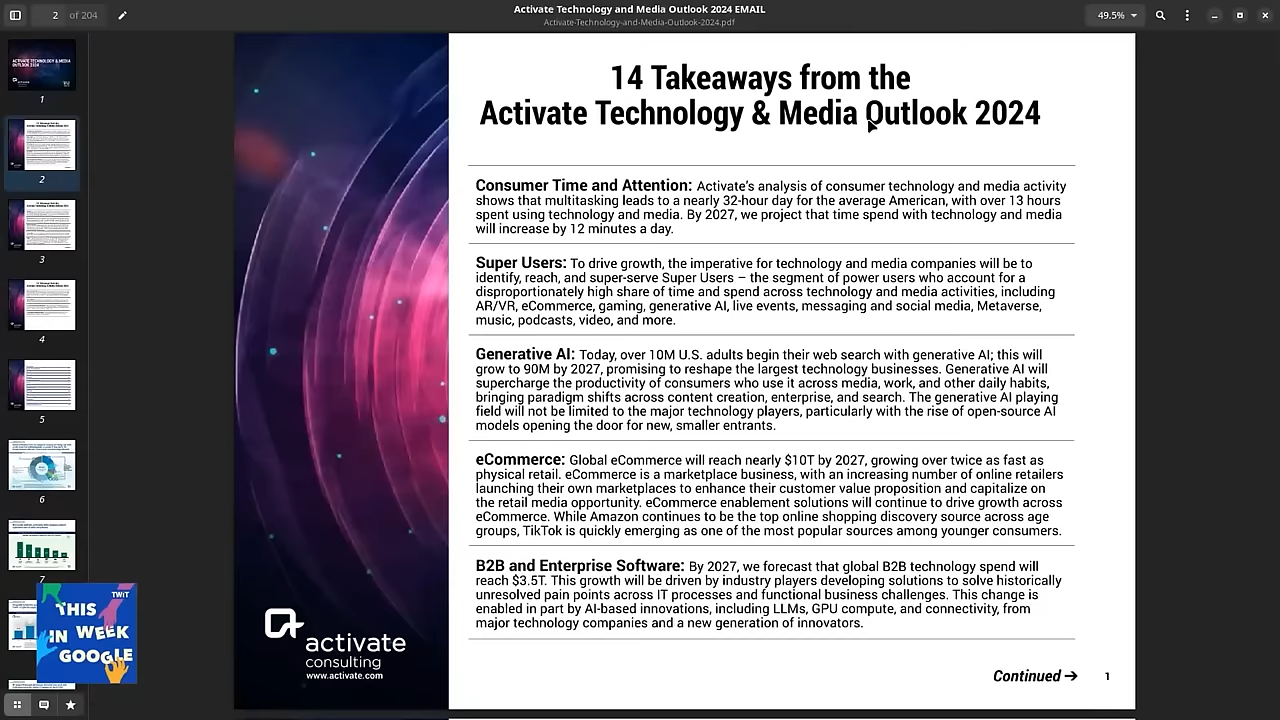 Activate Technology and Media Outlook 2024 EMAIL
Activate-Technology-and-Media-Outlook-2024.pdf
2 of 204
49.5%
1
2
3
4
5
6
14 Takeaways from the
Activate Technology & Media Outlook 2024
Consumer Time and Attention: Activate's analysis of consumer technology and media activity
shows that multitasking leads to a nearly 32-hour day for the average American, with over 13 hours
spent using technology and media. By 2027, we project that time spend with technology and media
will increase by 12 minutes a day.
Super Users: To drive growth, the imperative for technology and media companies will be to
identify, reach, and super-serve Super Users – the segment of power users who account for a
disproportionately high share of time and spend across technology and media activities, including
AR/VR, eCommerce, gaming, generative AI, live events, messaging and social media, Metaverse,
music, podcasts, video, and more.
Generative AI: Today, over 10M U.S. adults begin their web search with generative AI; this will
grow to 90M by 2027, promising to reshape the largest technology businesses. Generative AI will
supercharge the productivity of consumers who use it across media, work, and other daily habits,
bringing paradigm shifts across content creation, enterprise, and search. The generative AI playing
field will not be limited to the major technology players, particularly with the rise of open-source AI
models opening the door for new, smaller entrants.
eCommerce: Global eCommerce will reach nearly $10T by 2027, growing over twice as fast as
physical retail. eCommerce is a marketplace business, with an increasing number of online retailers
launching their own marketplaces to enhance their customer value proposition and capitalize on
the retail media opportunity. eCommerce enablement solutions will continue to drive growth across
eCommerce. While Amazon continues to be the top online shopping discovery source across age
groups, TikTok is quickly emerging as one of the most popular sources among younger consumers.
B2B and Enterprise Software: By 2027, we forecast that global B2B technology spend will
reach $3.5T. This growth will be driven by industry players developing solutions to solve historically
unresolved pain points across IT process and functional business challenges. This change is
enabled in part by AI-based innovations, including LLMs, GPU compute, and connectivity, from
major technology companies and a new generation of innovators.
Continued → 1
activate
consulting
www.activate.com
TWiT
THIS
IN WEEK
GOOGLE